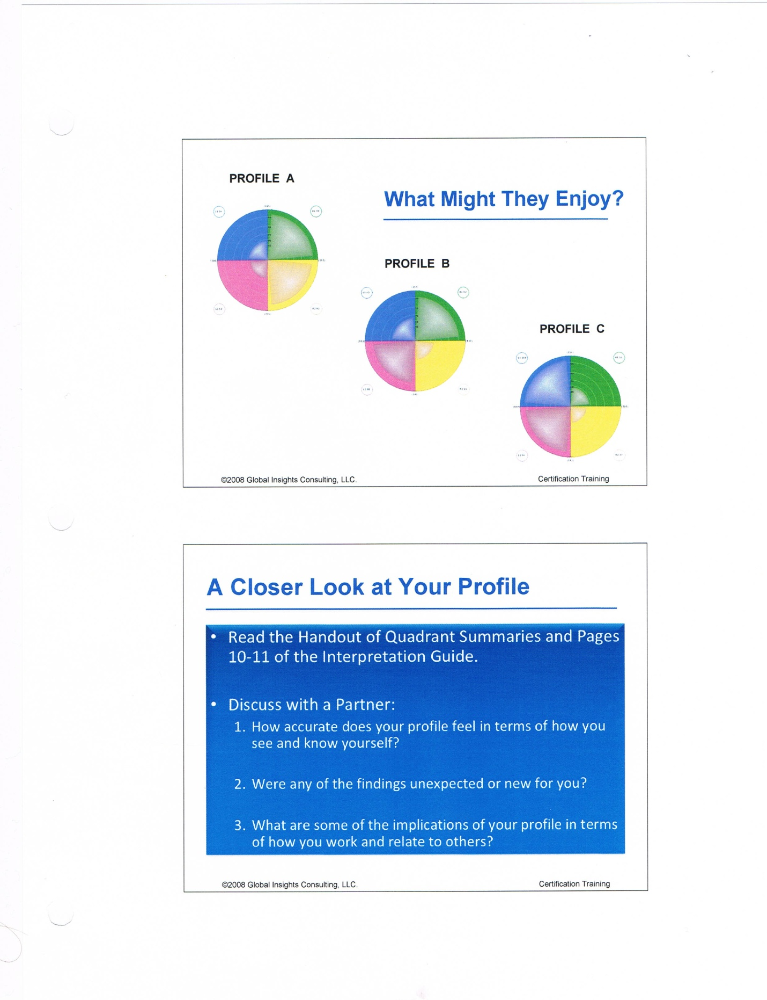 PROFILE A
What Might They Enjoy?
PROFILE B
PROFILE C
©2008 Global Insights Consulting, LLC.
Certification Training
A Closer Look at Your Profile
• Read the Handout of Quadrant Summaries and Pages
10-11 of the Interpretation Guide.
• Discuss with a Partner:
1. How accurate does your profile feel in terms of how you
see and know yourself?
2. Were any of the findings unexpected or new for you?
3. What are some of the implications of your profile in terms
of how you work and relate to others?
©2008 Global Insights Consulting, LLC.
Certification Training